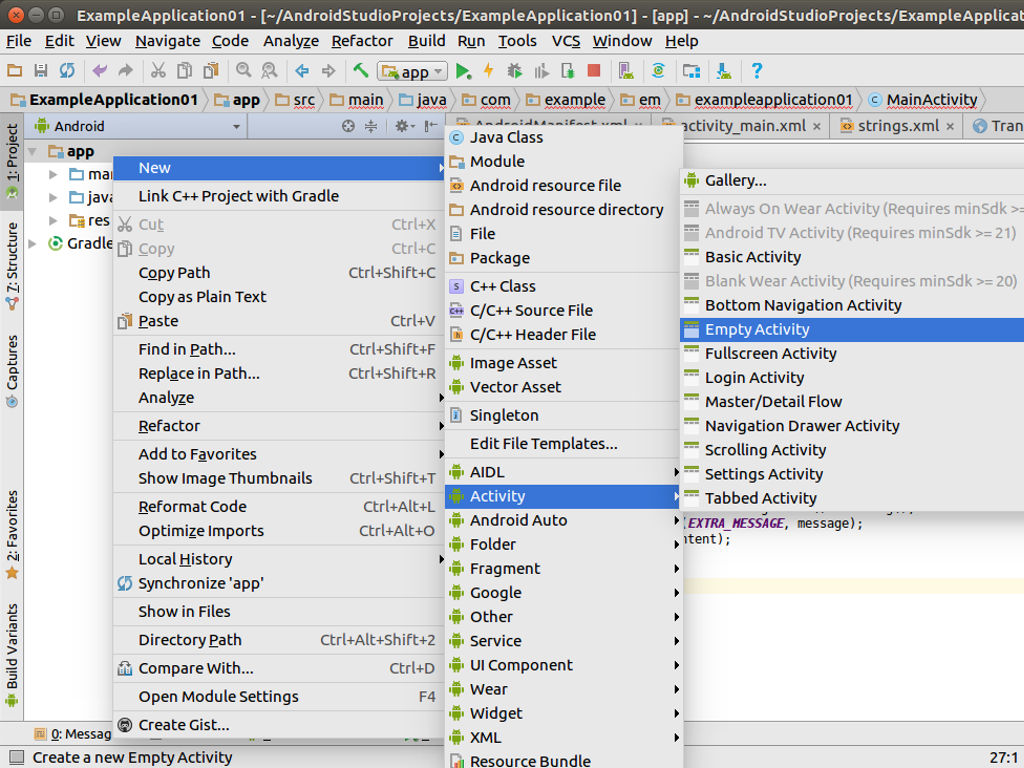 ExampleApplication01 - [~/AndroidStudioProjects/ExampleApplication01] - [app] - ~/AndroidStudioProjects/ExampleApplicat
File Edit View Navigate Code Analyze Refactor Build Run Tools VCS Window Help
app
ExampleApplication01 app src main java com example em exampleapplication01 MainActivity
Android
AndroidManifest.xml activity_main.xml strings.xml Tran
1: Project
7: Structure
Captures
2: Favorites
Build Variants
app
java
res
Gradle
New
Link C++ Project with Gradle
Cut Ctrl+X
Copy Ctrl+C
Copy Path Ctrl+Shift+C
Copy as Plain Text
Paste Ctrl+V
Find in Path... Ctrl+Shift+F
Replace in Path... Ctrl+Shift+R
Analyze
Refactor
Add to Favorites
Show Image Thumbnails Ctrl+Shift+T
Reformat Code Ctrl+Alt+L
Optimize Imports Ctrl+Alt+O
Local History
Synchronize 'app'
Show in Files
Directory Path Ctrl+Alt+Shift+2
Compare With... Ctrl+D
Open Module Settings F4
Create Gist...
Java Class
Module
Android resource file
Android resource directory
File
Package
C++ Class
C/C++ Source File
C/C++ Header File
Image Asset
Vector Asset
Singleton
Edit File Templates...
AIDL
Activity
Android Auto
Folder
Fragment
Google
Other
Service
UI Component
Wear
Widget
XML
Resource Bundle
Gallery...
Always On Wear Activity (Requires minSdk >=
Android TV Activity (Requires minSdk >= 21)
Basic Activity
Blank Wear Activity (Requires minSdk >= 20)
Bottom Navigation Activity
Empty Activity
Fullscreen Activity
Login Activity
Master/Detail Flow
Navigation Drawer Activity
Scrolling Activity
Settings Activity
Tabbed Activity
(EXTRA_MESSAGE, message);
ntent);
0: Messag
Create a new Empty Activity
27:1